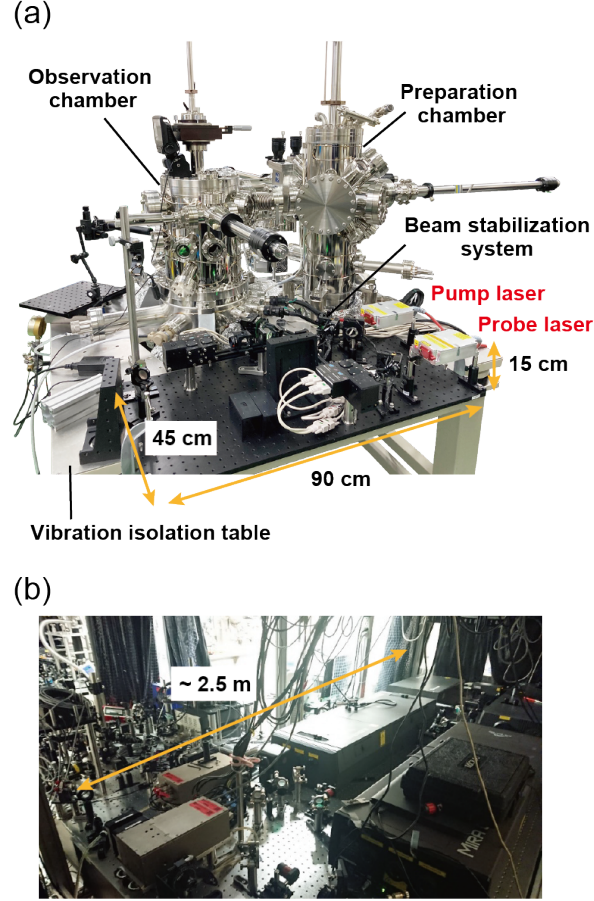 (a)
Observation
chamber
Preparation
chamber
Beam stabilization
system
Pump laser
Probe laser
15 cm
45 cm
90 cm
Vibration isolation table
(b)
~ 2.5 m